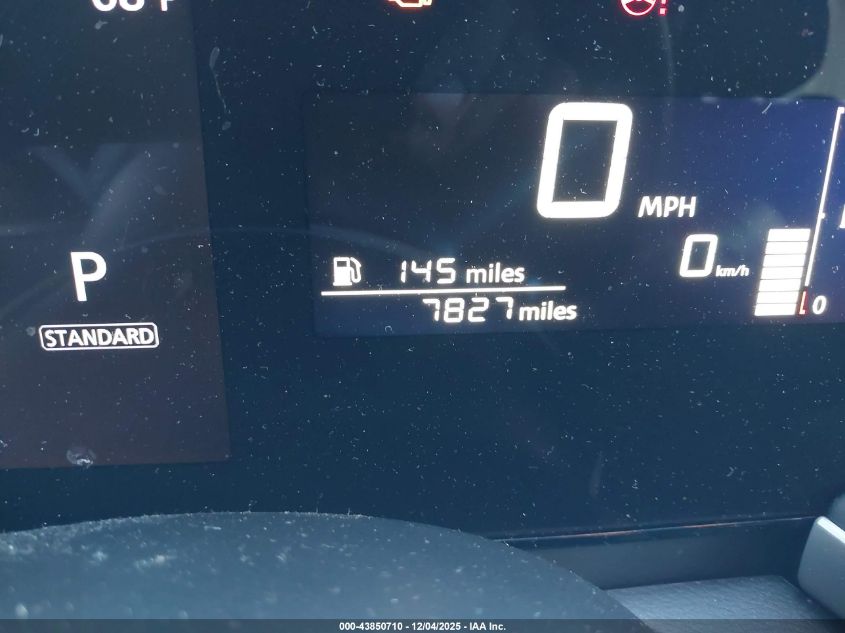 0
MPH
0 km/h
145 miles
7827 miles
P
STANDARD
L 0
000-43850710 - 12/04/2025 - IAA Inc.